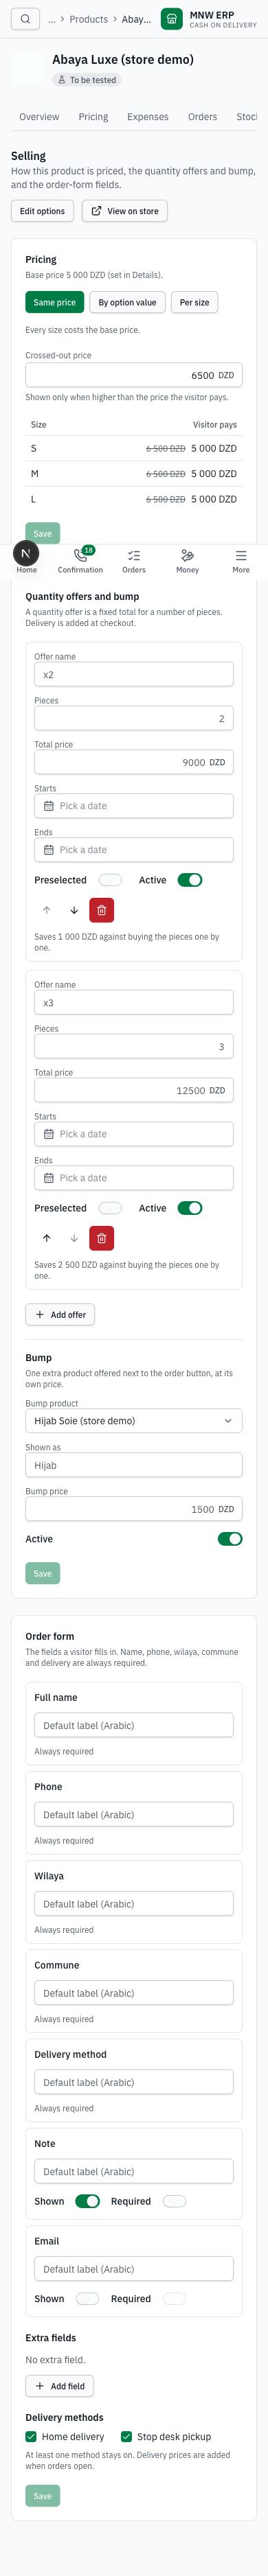 ... > Products > Abay...
MNW ERP
CASH ON DELIVERY
Abaya Luxe (store demo)
To be tested
Overview Pricing Expenses Orders Stock
Selling
How this product is priced, the quantity offers and bump,
and the order-form fields.
Edit options View on store
Pricing
Base price 5 000 DZD (set in Details).
Same price By option value Per size
Every size costs the base price.
Crossed-out price
6500 DZD
Shown only when higher than the price the visitor pays.
Size Visitor pays
S 6 500 DZD 5 000 DZD
M 6 500 DZD 5 000 DZD
L 6 500 DZD 5 000 DZD
Save
N 18
Home Confirmation Orders Money More
Quantity offers and bump
A quantity offer is a fixed total for a number of pieces.
Delivery is added at checkout.
Offer name
x2
Pieces
2
Total price
9000 DZD
Starts
Pick a date
Ends
Pick a date
Preselected Active
Saves 1 000 DZD against buying the pieces one by
one.
Offer name
x3
Pieces
3
Total price
12500 DZD
Starts
Pick a date
Ends
Pick a date
Preselected Active
Saves 2 500 DZD against buying the pieces one by
one.
Add offer
Bump
One extra product offered next to the order button, at its
own price.
Bump product
Hijab Soie (store demo)
Shown as
Hijab
Bump price
1500 DZD
Active
Save
Order form
The fields a visitor fills in. Name, phone, wilaya, commune
and delivery are always required.
Full name
Default label (Arabic)
Always required
Phone
Default label (Arabic)
Always required
Wilaya
Default label (Arabic)
Always required
Commune
Default label (Arabic)
Always required
Delivery method
Default label (Arabic)
Always required
Note
Default label (Arabic)
Shown Required
Email
Default label (Arabic)
Shown Required
Extra fields
No extra field.
Add field
Delivery methods
Home delivery Stop desk pickup
At least one method stays on. Delivery prices are added
when orders open.
Save